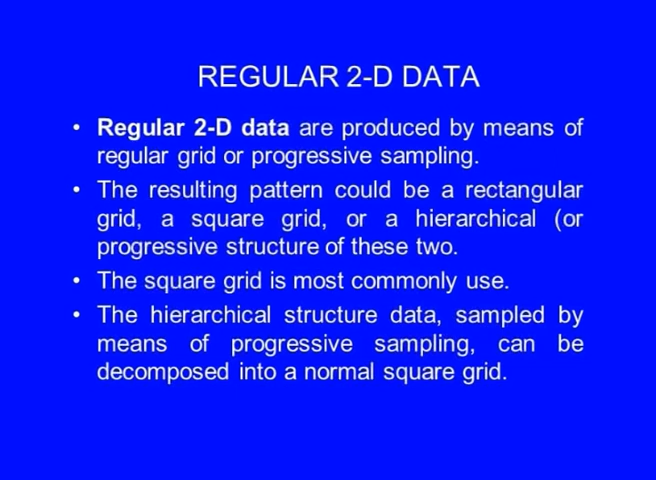 REGULAR 2-D DATA
• Regular 2-D data are produced by means of
regular grid or progressive sampling.
• The resulting pattern could be a rectangular
grid, a square grid, or a hierarchical (or
progressive structure of these two.
• The square grid is most commonly use.
• The hierarchical structure data, sampled by
means of progressive sampling, can be
decomposed into a normal square grid.